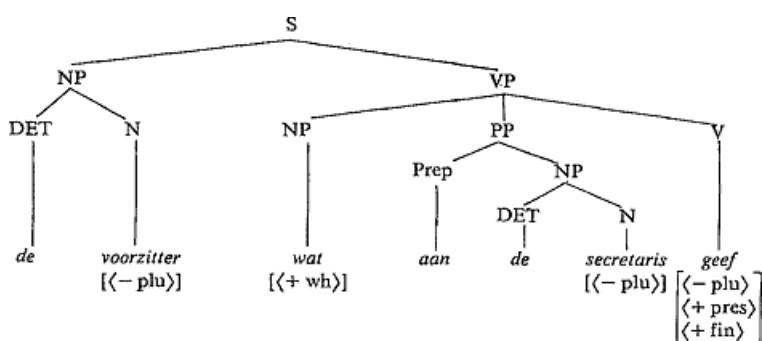 S
NP VP
DET N NP PP V
Prep NP
DET N
de voorzitter wat aan de secretaris geef
[⟨− plu⟩] [⟨+ wh⟩] [⟨− plu⟩] ⟨− plu⟩
⟨+ pres⟩
⟨+ fin⟩